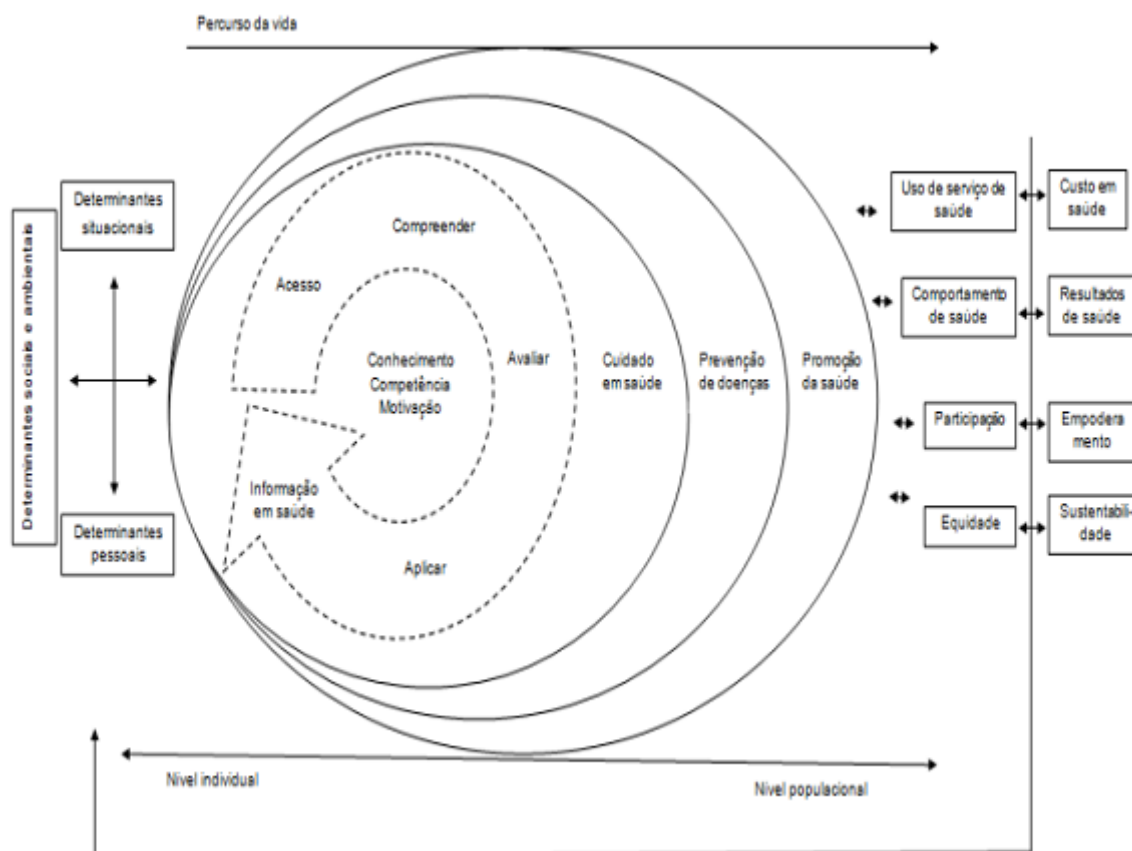 Percurso da vida
Determinantes sociais e ambientais
Determinantes
situacionais
Determinantes
pessoais
Compreender
Acesso
Conhecimento
Competência
Motivação
Avaliar
Informação
em saúde
Aplicar
Cuidado
em saúde
Prevenção
de doenças
Promoção
da saúde
Uso de serviço de
saúde
Custo em
saúde
Comportamento
de saúde
Resultados
de saúde
Participação
Empodera
mento
Equidade
Sustentabili-
dade
Nivel individual
Nivel populacional